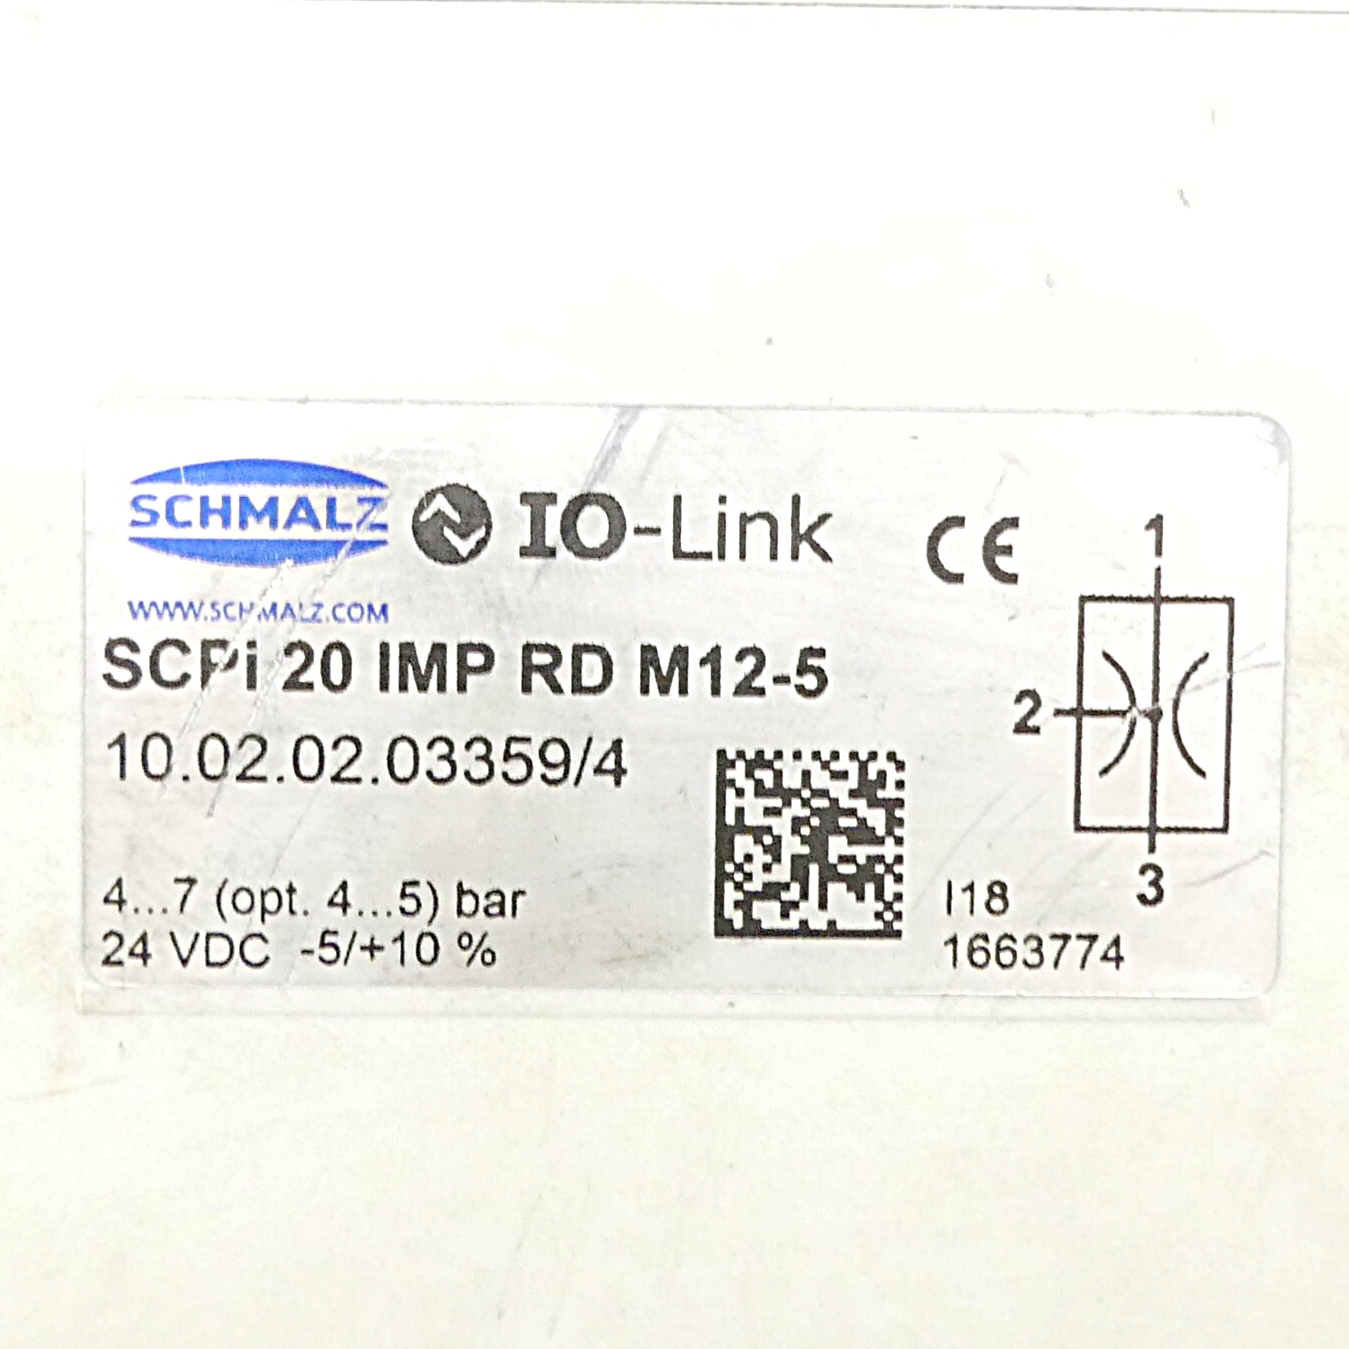 SCHMALZ IO-Link CE
WWW.SCHMALZ.COM
SCPi 20 IMP RD M12-5
10.02.02.03359/4
4...7 (opt. 4...5) bar
24 VDC -5/+10 %
I18
1663774
1
2
3